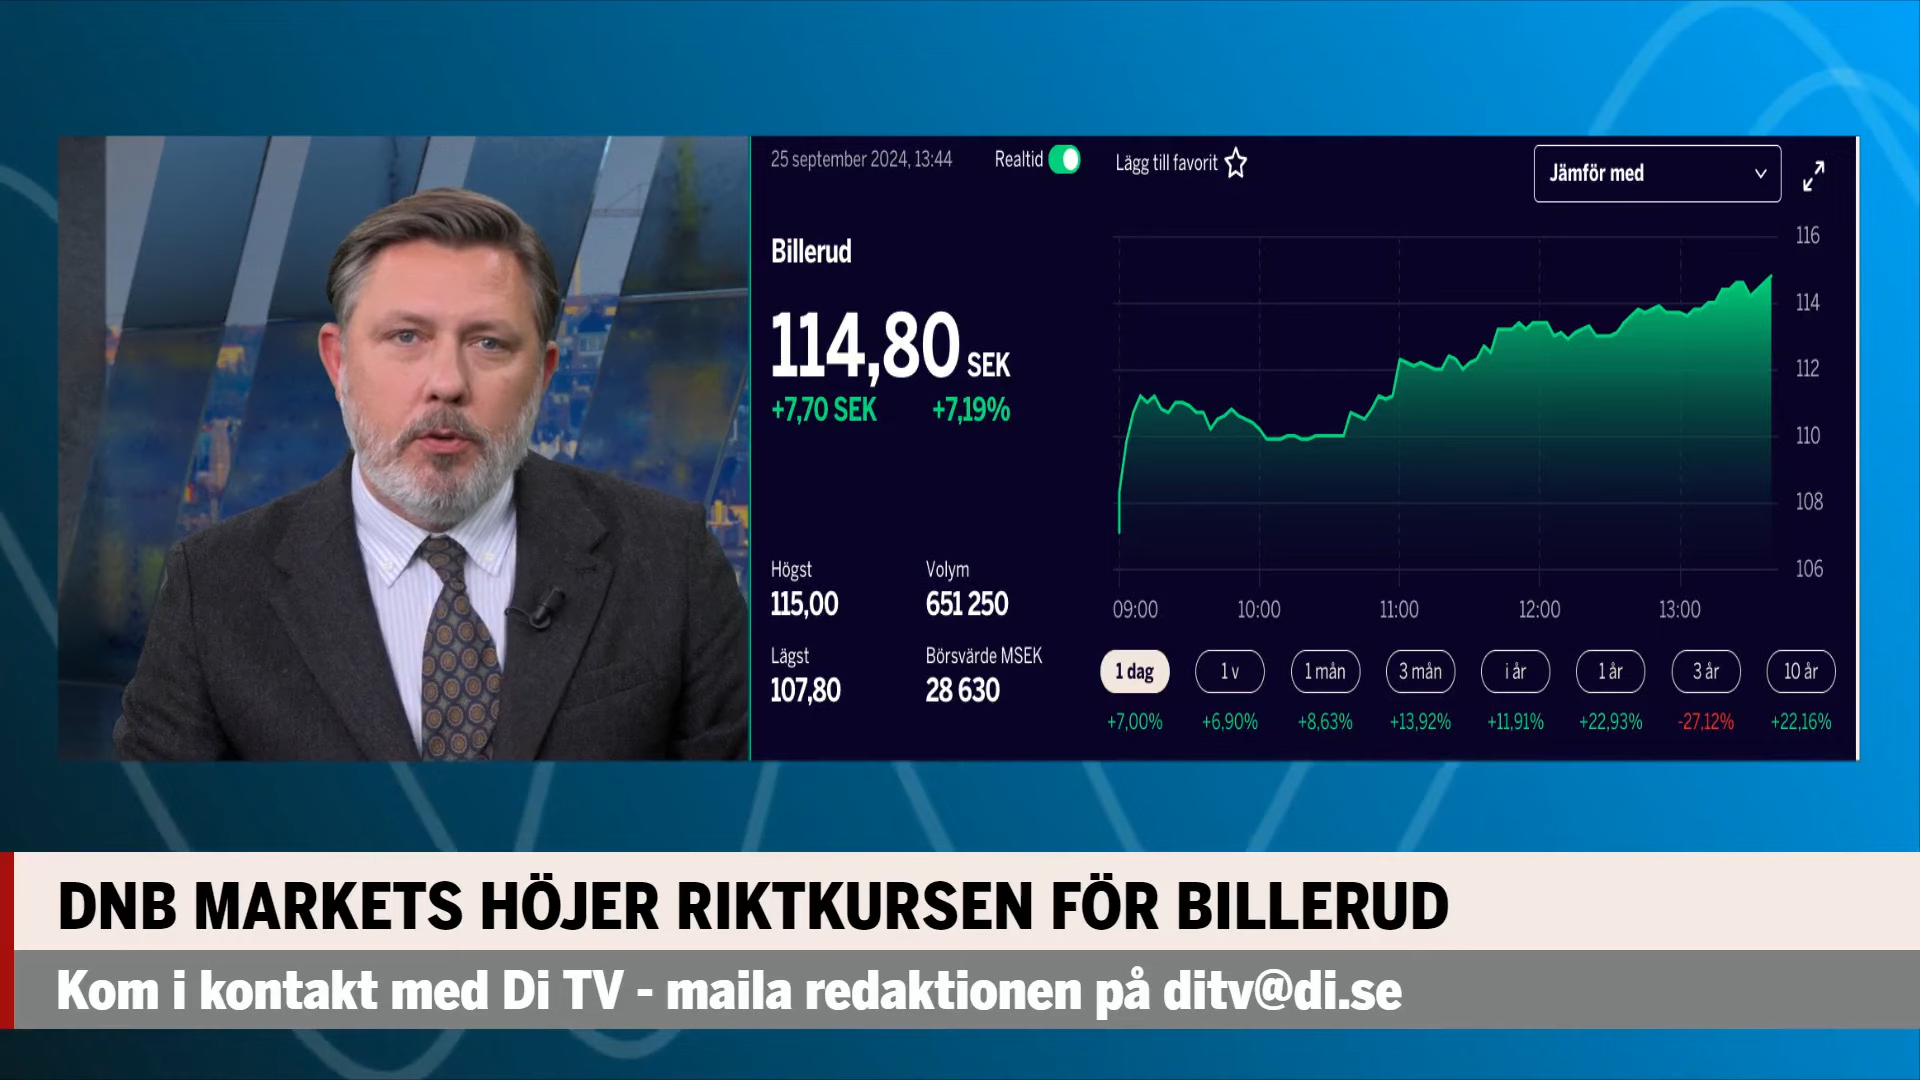 25 september 2024, 13:44
Realtid
Lägg till favorit
Jämför med
Billerud
114,80 SEK
+7,70 SEK +7,19%
Högst
115,00
Volym
651 250
Lägst
107,80
Börsvärde MSEK
28 630
116
114
112
110
108
106
09:00 10:00 11:00 12:00 13:00
1 dag 1 v 1 mån 3 mån i år 1 år 3 år 10 år
+7,00% +6,90% +8,63% +13,92% +11,91% +22,93% -27,12% +22,16%
DNB MARKETS HÖJER RIKTKURSEN FÖR BILLERUD
Kom i kontakt med Di TV - maila redaktionen på ditv@di.se